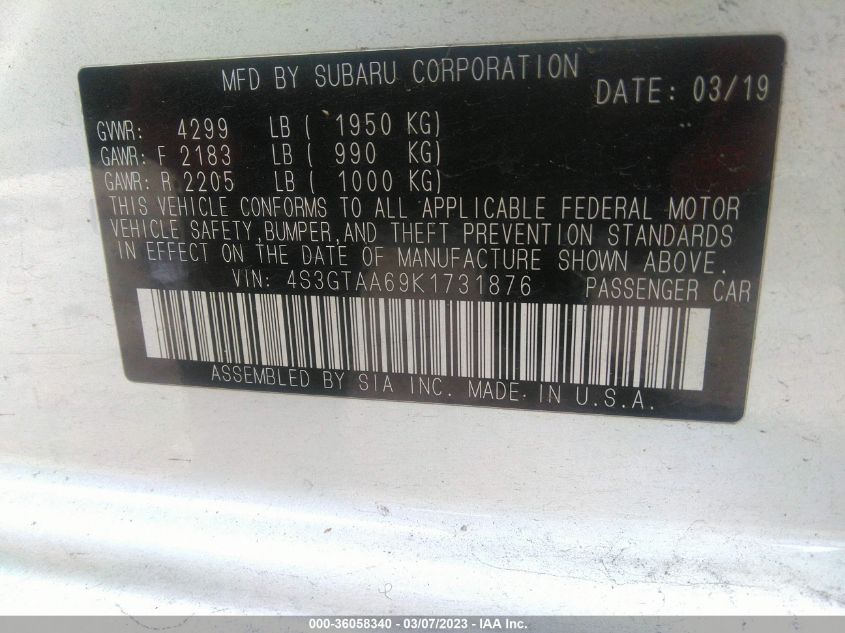 MFD BY SUBARU CORPORATION
DATE: 03/19
GVWR: 4299 LB ( 1950 KG)
GAWR: F 2183 LB ( 990 KG)
GAWR: R 2205 LB ( 1000 KG)
THIS VEHICLE CONFORMS TO ALL APPLICABLE FEDERAL MOTOR
VEHICLE SAFETY,BUMPER,AND THEFT PREVENTION STANDARDS
IN EFFECT ON THE DATE OF MANUFACTURE SHOWN ABOVE.
VIN: 4S3GTAA69K1731876 PASSENGER CAR
ASSEMBLED BY SIA INC. MADE IN U.S.A.
000-36058340 - 03/07/2023 - IAA Inc.